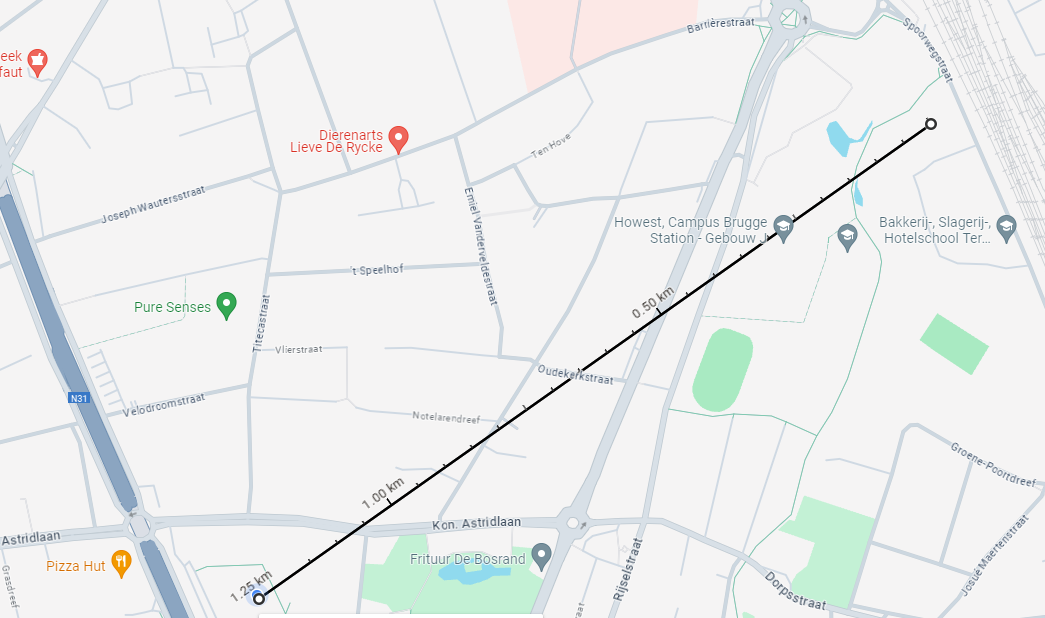 Barrièrestraat
Spoorwegstraat
eek
faut
Dierenarts
Lieve De Rycke
Ten Hove
Joseph Wautersstraat
Emiel Vanderveldestraat
Howest, Campus Brugge
Station - Gebouw J
Bakkerij-, Slagerij-,
Hotelschool Ter...
't Speelhof
0.50 km
Pure Senses
Titecastraat
Vlierstraat
Oudekerkstraat
N31
Velodroomstraat
Notelarendreef
Groene-Poortdreef
1.00 km
Kon. Astridlaan
Astridlaan
Josué Maertenstraat
Frituur De Bosrand
Pizza Hut
Rijselstraat
1.25 km
Dorpsstraat
Grasdreef
aat